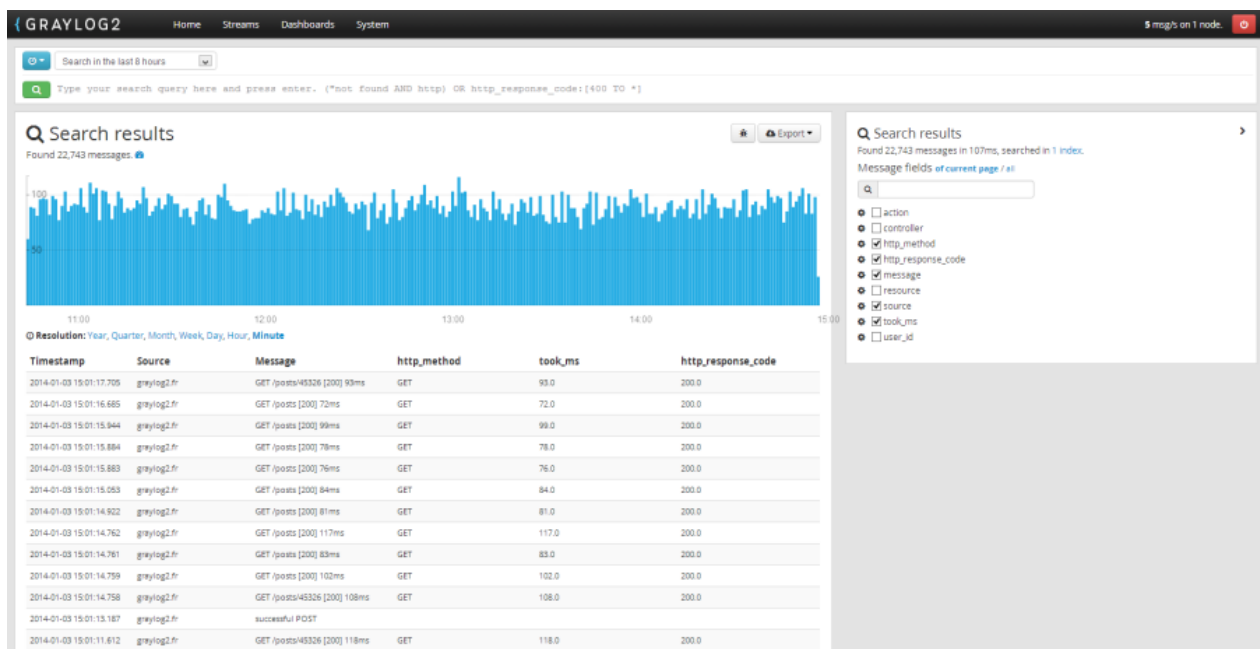 {GRAYLOG2 Home Streams Dashboards System 5 msg/s on 1 node.
Search in the last 8 hours
Type your search query here and press enter. ("not found AND http) OR http_response_code:[400 TO *]
Search results
Export
Found 22,743 messages.
100
50
11:00 12:00 13:00 14:00 15:00
Resolution: Year, Quarter, Month, Week, Day, Hour, Minute
Timestamp Source Message http_method took_ms http_response_code
2014-01-03 15:01:17.705 graylog2.fr GET /posts/45326 [200] 93ms GET 93.0 200.0
2014-01-03 15:01:16.685 graylog2.fr GET /posts [200] 72ms GET 72.0 200.0
2014-01-03 15:01:15.944 graylog2.fr GET /posts [200] 99ms GET 99.0 200.0
2014-01-03 15:01:15.884 graylog2.fr GET /posts [200] 78ms GET 78.0 200.0
2014-01-03 15:01:15.883 graylog2.fr GET /posts [200] 76ms GET 76.0 200.0
2014-01-03 15:01:15.053 graylog2.fr GET /posts [200] 84ms GET 84.0 200.0
2014-01-03 15:01:14.922 graylog2.fr GET /posts [200] 81ms GET 81.0 200.0
2014-01-03 15:01:14.762 graylog2.fr GET /posts [200] 117ms GET 117.0 200.0
2014-01-03 15:01:14.761 graylog2.fr GET /posts [200] 83ms GET 83.0 200.0
2014-01-03 15:01:14.759 graylog2.fr GET /posts [200] 102ms GET 102.0 200.0
2014-01-03 15:01:14.758 graylog2.fr GET /posts/45326 [200] 108ms GET 108.0 200.0
2014-01-03 15:01:13.187 graylog2.fr successful POST
2014-01-03 15:01:11.612 graylog2.fr GET /posts/45326 [200] 118ms GET 118.0 200.0
Search results
Found 22,743 messages in 107ms, searched in 1 index.
Message fields of current page / all
action
controller
http_method
http_response_code
message
resource
source
took_ms
user_id